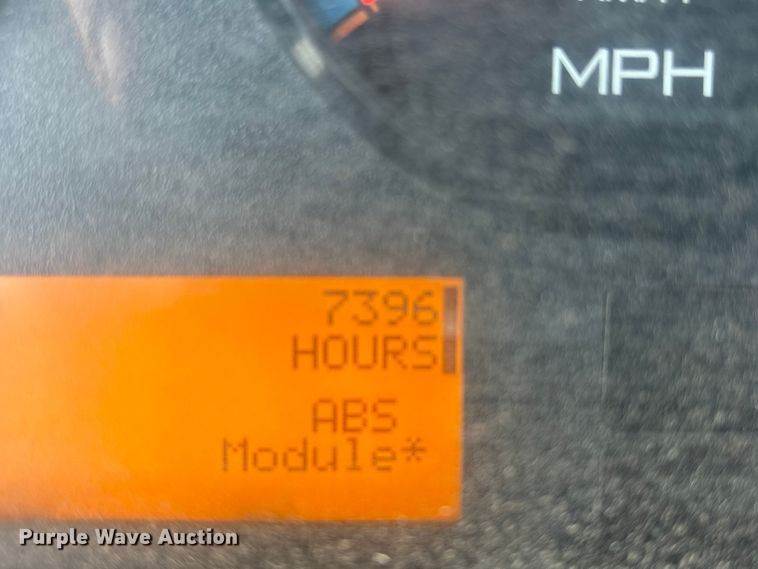 MPH
7396
HOURS
ABS
Module*
Purple Wave Auction